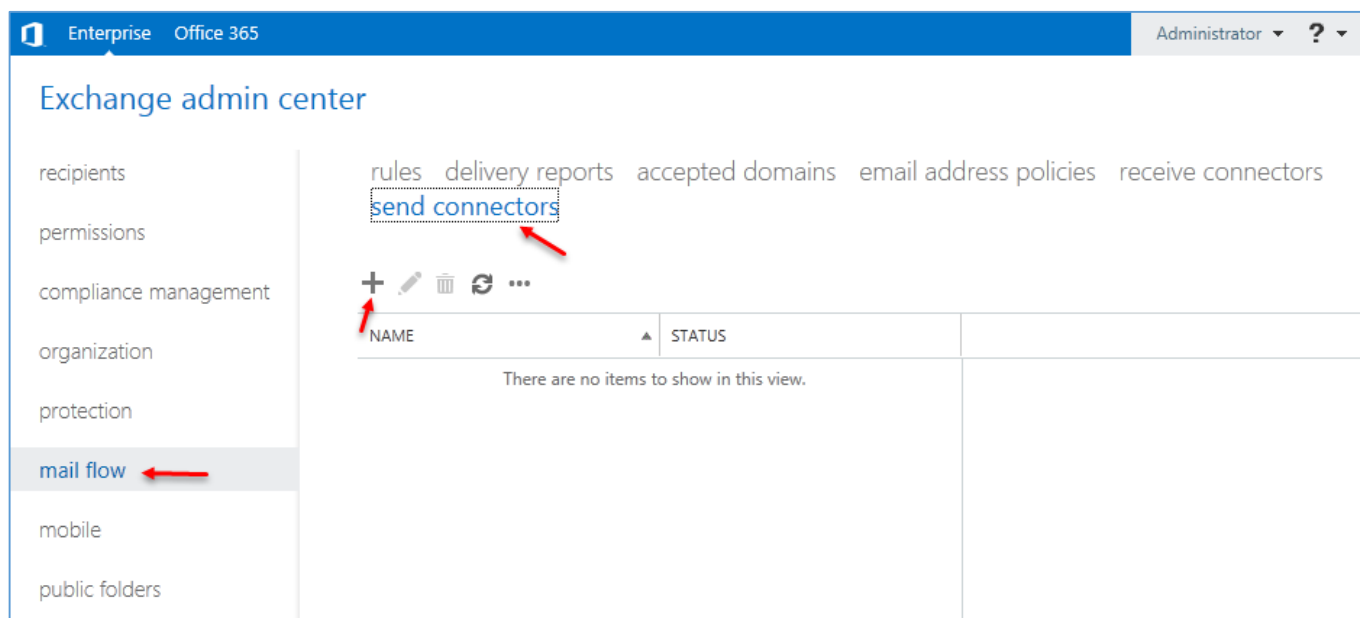 Enterprise Office 365 Administrator ?
Exchange admin center
recipients
permissions
compliance management
organization
protection
mail flow
mobile
public folders
rules delivery reports accepted domains email address policies receive connectors
send connectors
NAME STATUS
There are no items to show in this view.